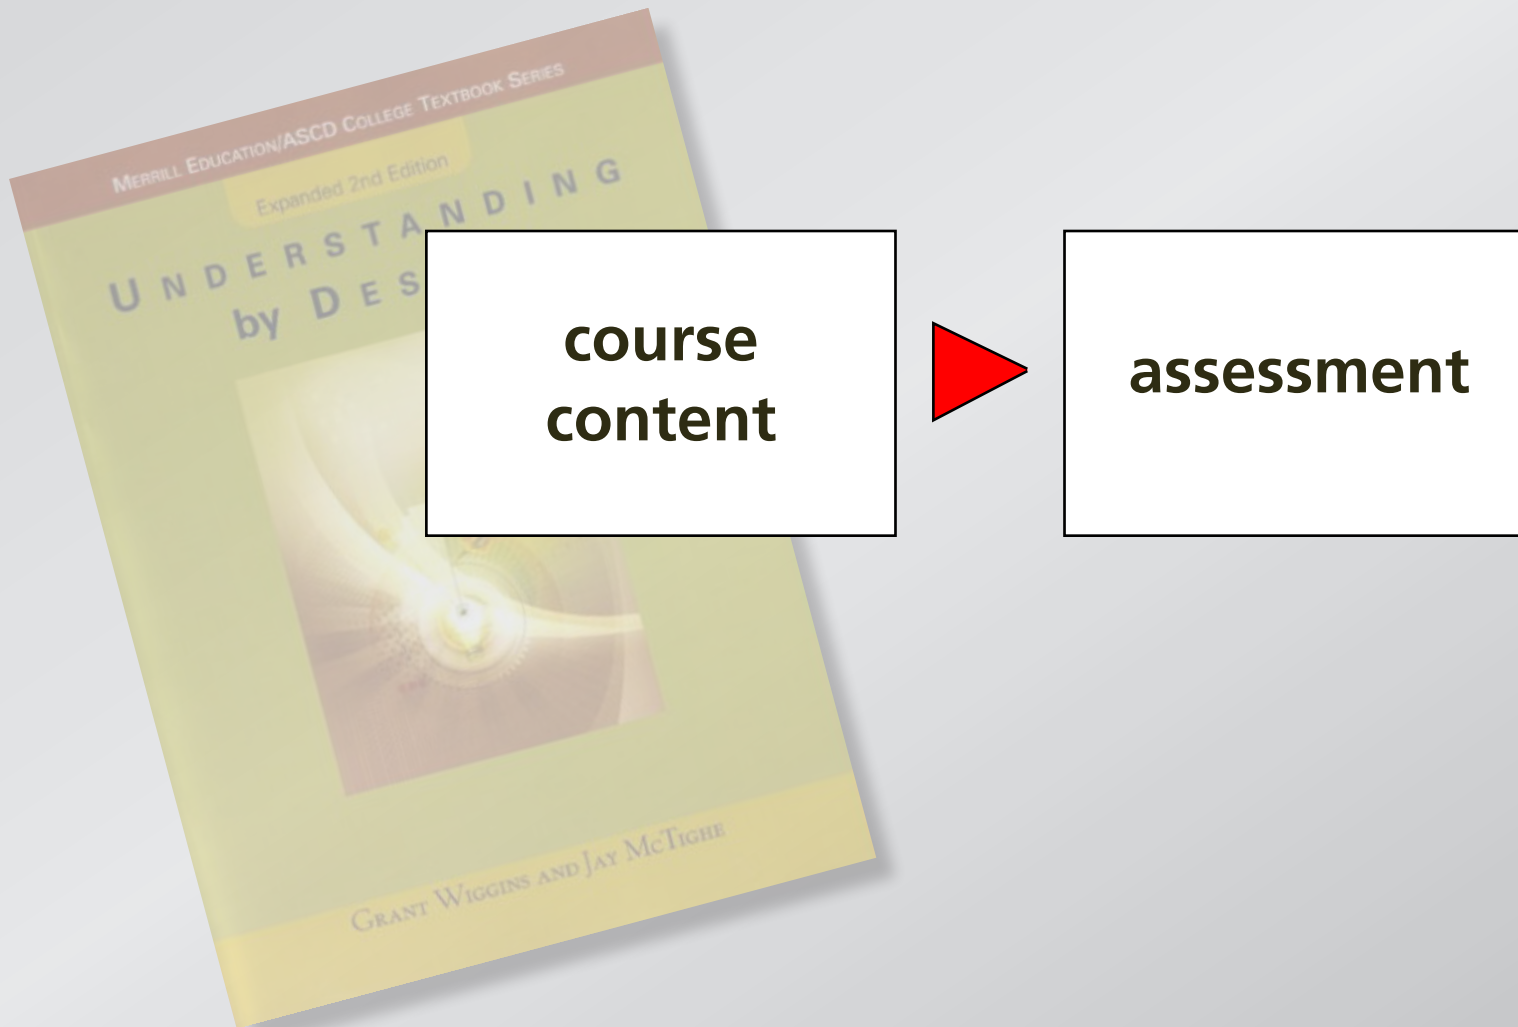 MERRILL EDUCATION/ASCD COLLEGE TEXTBOOK SERIES
Expanded 2nd Edition
UNDERSTANDING
by DES
course
content
assessment
GRANT WIGGINS AND JAY MCTIGHE